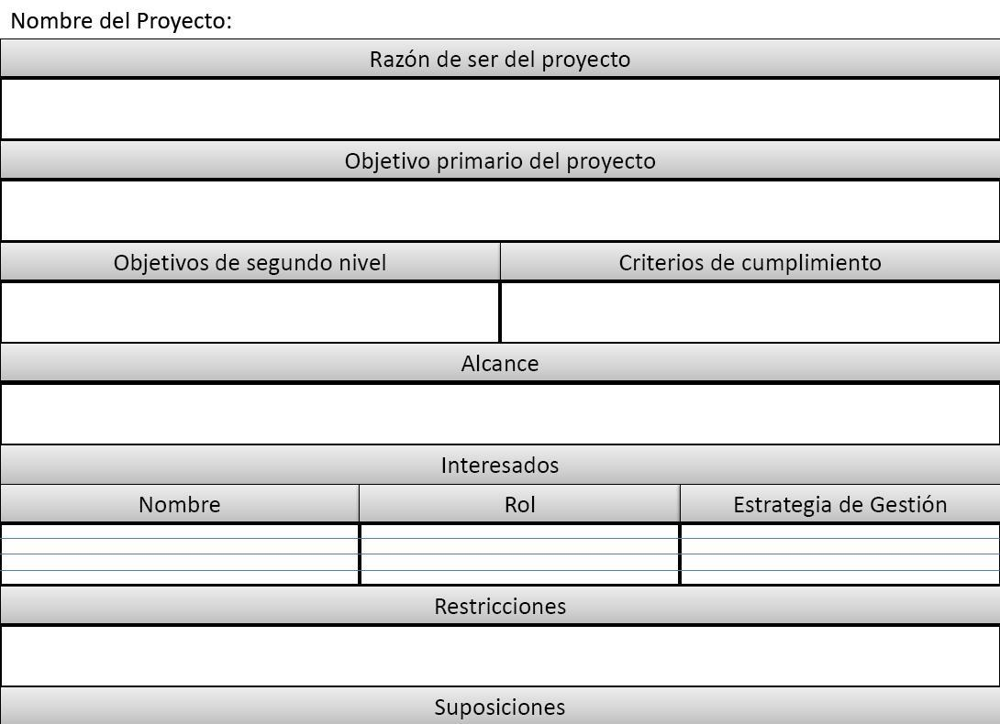 Nombre del Proyecto:
Razón de ser del proyecto
Objetivo primario del proyecto
Objetivos de segundo nivel Criterios de cumplimiento
Alcance
Interesados
Nombre Rol Estrategia de Gestión
Restricciones
Suposiciones